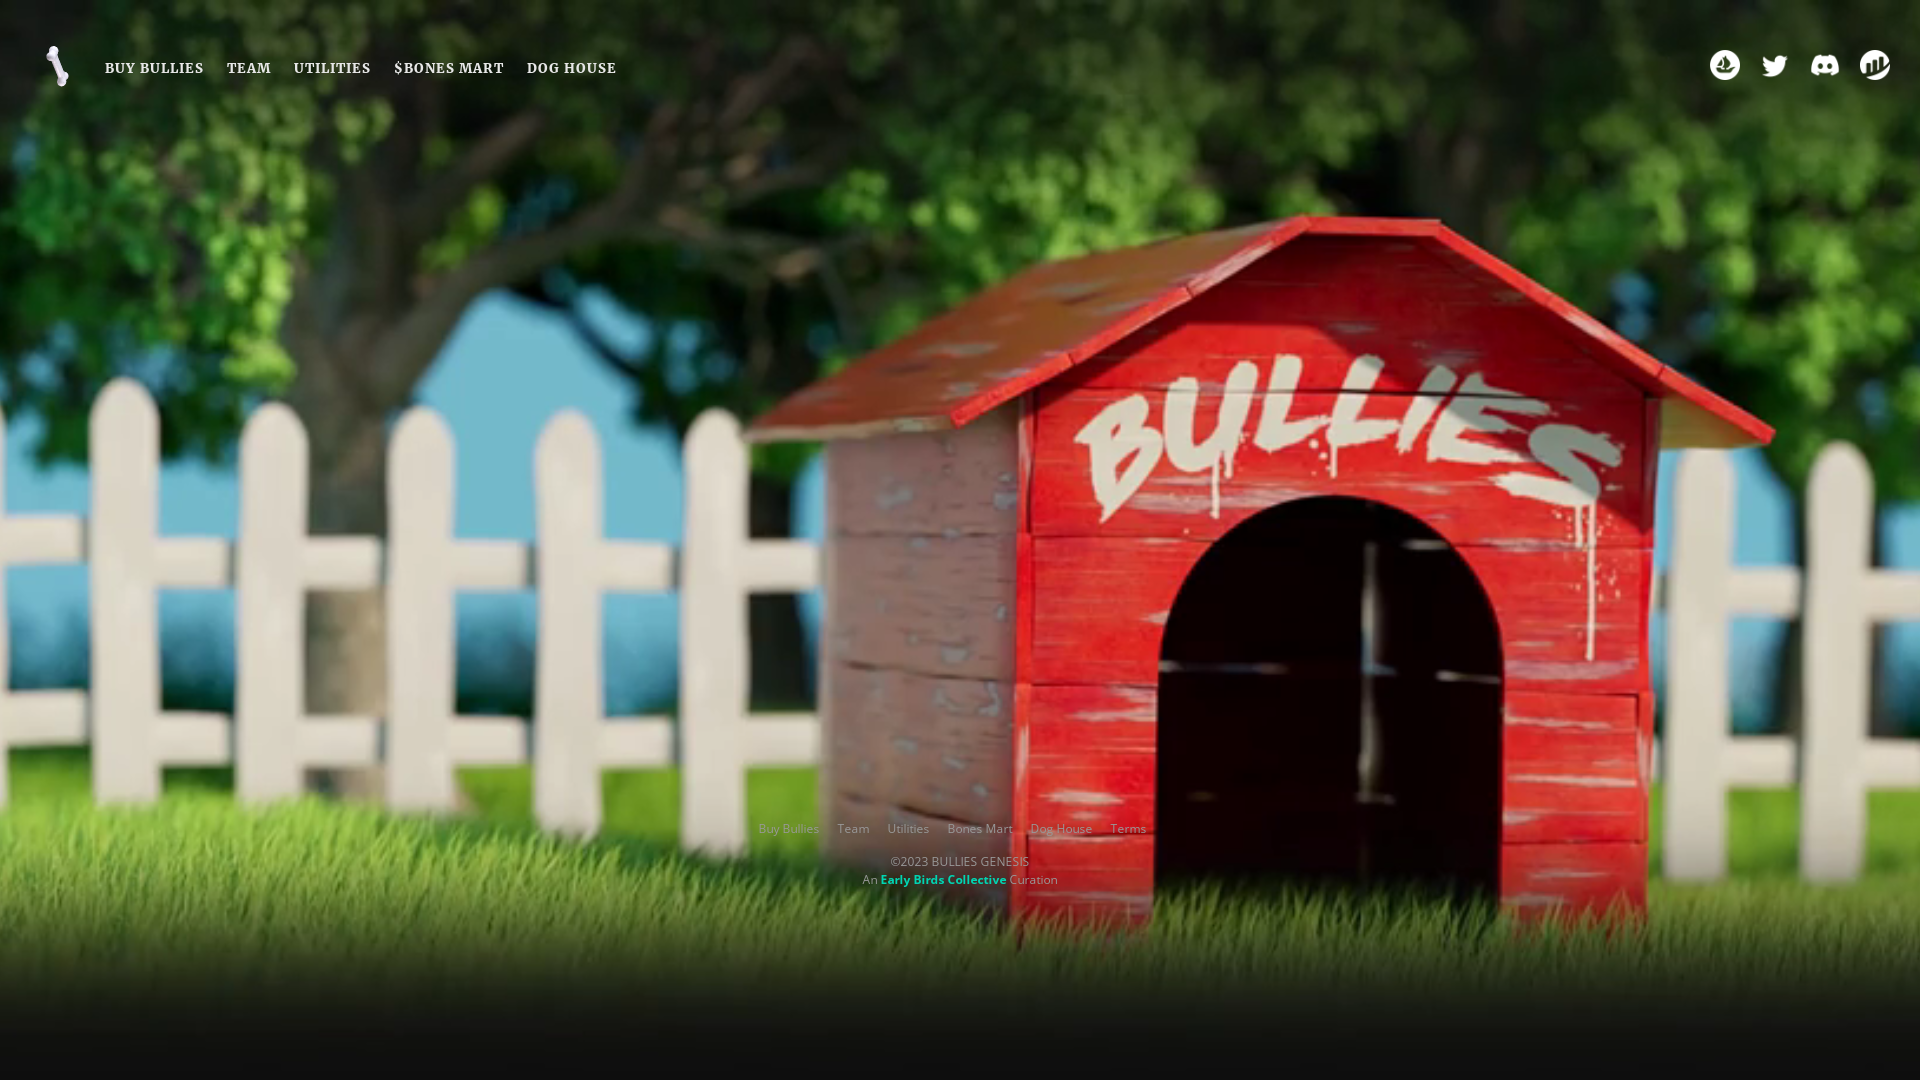 BUY BULLIES TEAM UTILITIES $BONES MART DOG HOUSE
BULLIES
Buy Bullies Team Utilities Bones Mart Dog House Terms
©2023 BULLIES GENESIS
An Early Birds Collective Curation